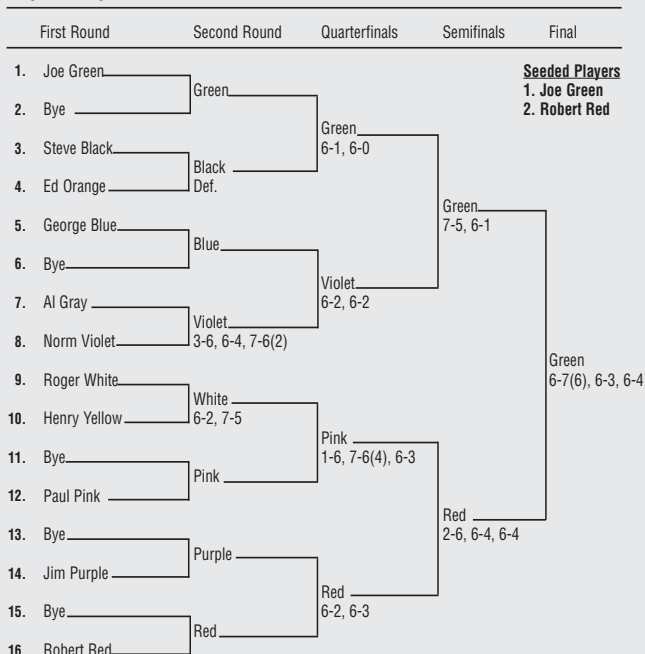 First Round Second Round Quarterfinals Semifinals Final
Seeded Players
1. Joe Green
2. Robert Red
1. Joe Green
Green
2. Bye
Green
6-1, 6-0
3. Steve Black
Black
Def.
4. Ed Orange
Green
7-5, 6-1
5. George Blue
Blue
6. Bye
Violet
6-2, 6-2
7. Al Gray
Violet
3-6, 6-4, 7-6(2)
8. Norm Violet
Green
6-7(6), 6-3, 6-4
9. Roger White
White
6-2, 7-5
10. Henry Yellow
Pink
1-6, 7-6(4), 6-3
11. Bye
Pink
12. Paul Pink
Red
2-6, 6-4, 6-4
13. Bye
Purple
14. Jim Purple
Red
6-2, 6-3
15. Bye
Red
16. Robert Red